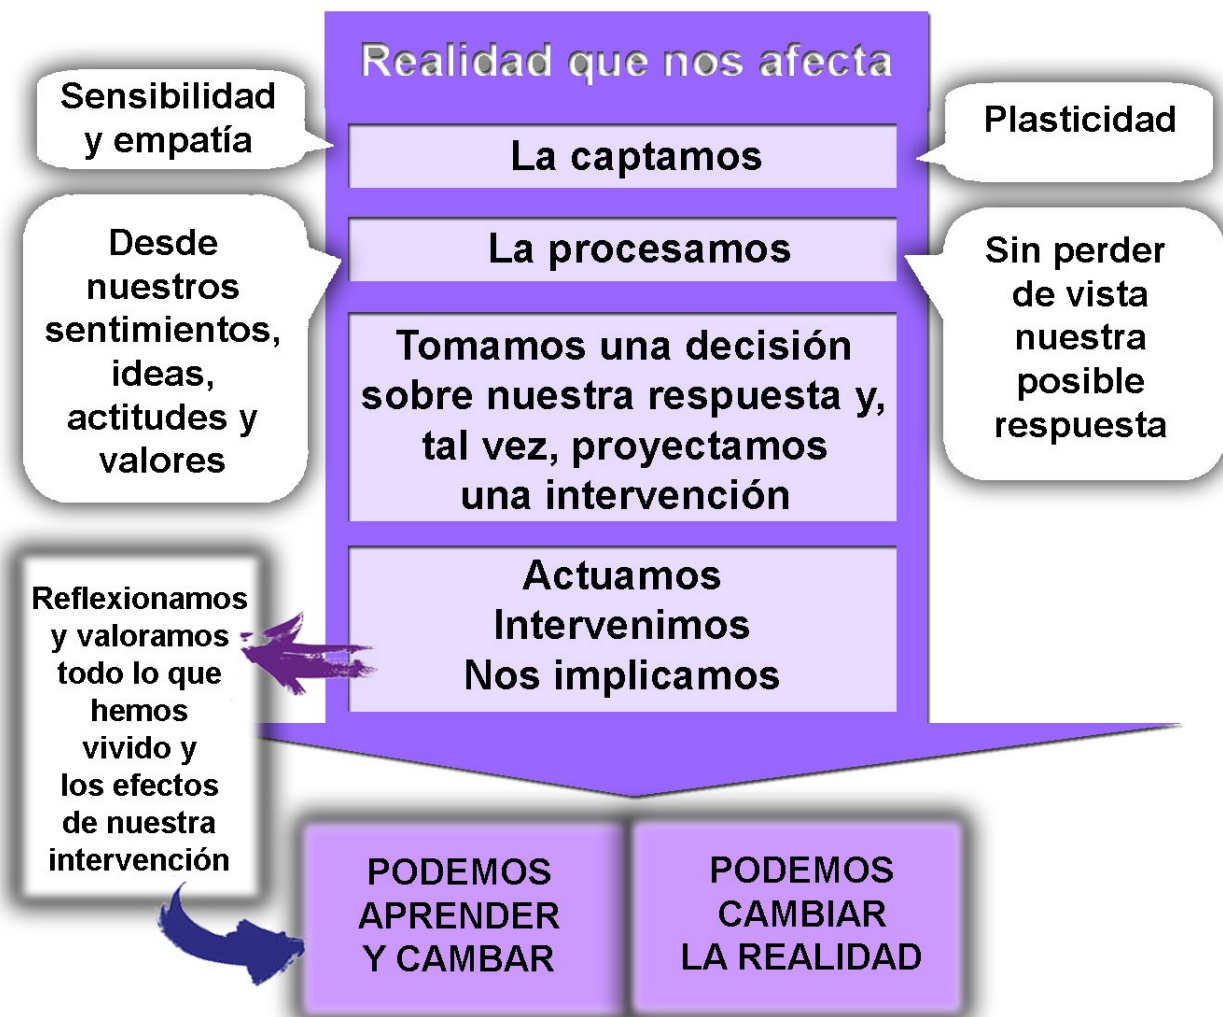 Realidad que nos afecta
Sensibilidad
y empatía
La captamos
Plasticidad
Desde
nuestros
sentimientos,
ideas,
actitudes y
valores
La procesamos
Sin perder
de vista
nuestra
posible
respuesta
Tomamos una decisión
sobre nuestra respuesta y,
tal vez, proyectamos
una intervención
Actuamos
Intervenimos
Nos implicamos
Reflexionamos
y valoramos
todo lo que
hemos
vivido y
los efectos
de nuestra
intervención
PODEMOS
APRENDER
Y CAMBAR
PODEMOS
CAMBIAR
LA REALIDAD